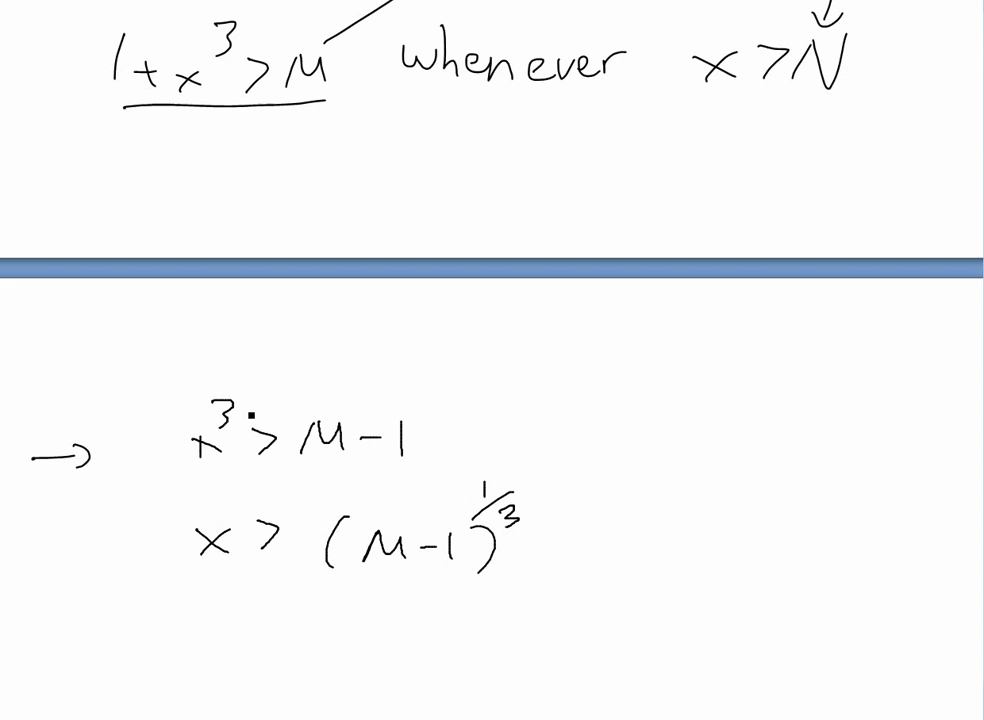 1 + x³ > M whenever x > N
→ x³ > M - 1
x > (M - 1)^1/3